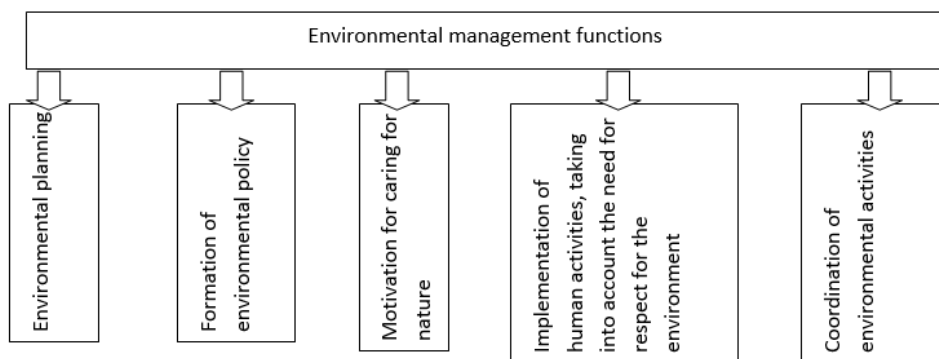 Environmental management functions
Environmental planning
Formation of
environmental policy
Motivation for caring for
nature
Implementation of
human activities, taking
into account the need for
respect for the
environment
Coordination of
environmental activities